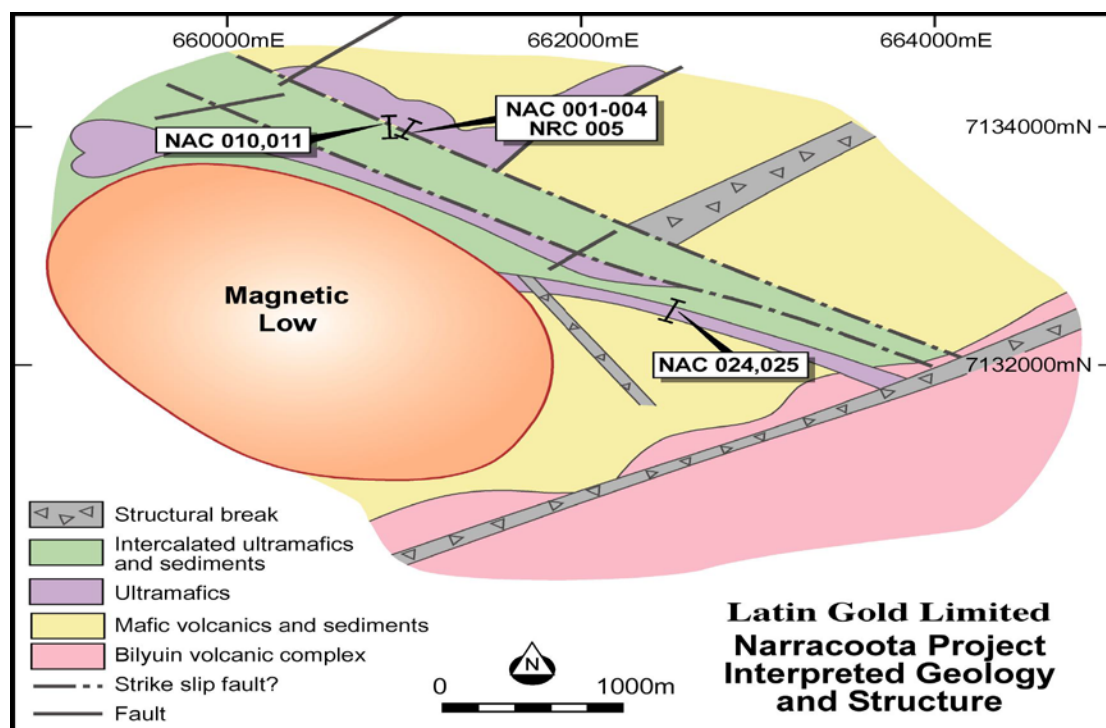 660000mE
662000mE
664000mE
NAC 001-004
NRC 005
NAC 010,011
7134000mN
Magnetic
Low
NAC 024,025
7132000mN
Structural break
Intercalated ultramafics
and sediments
Ultramafics
Mafic volcanics and sediments
Bilyuin volcanic complex
Strike slip fault?
Fault
N
0
1000m
Latin Gold Limited
Narracoota Project
Interpreted Geology
and Structure